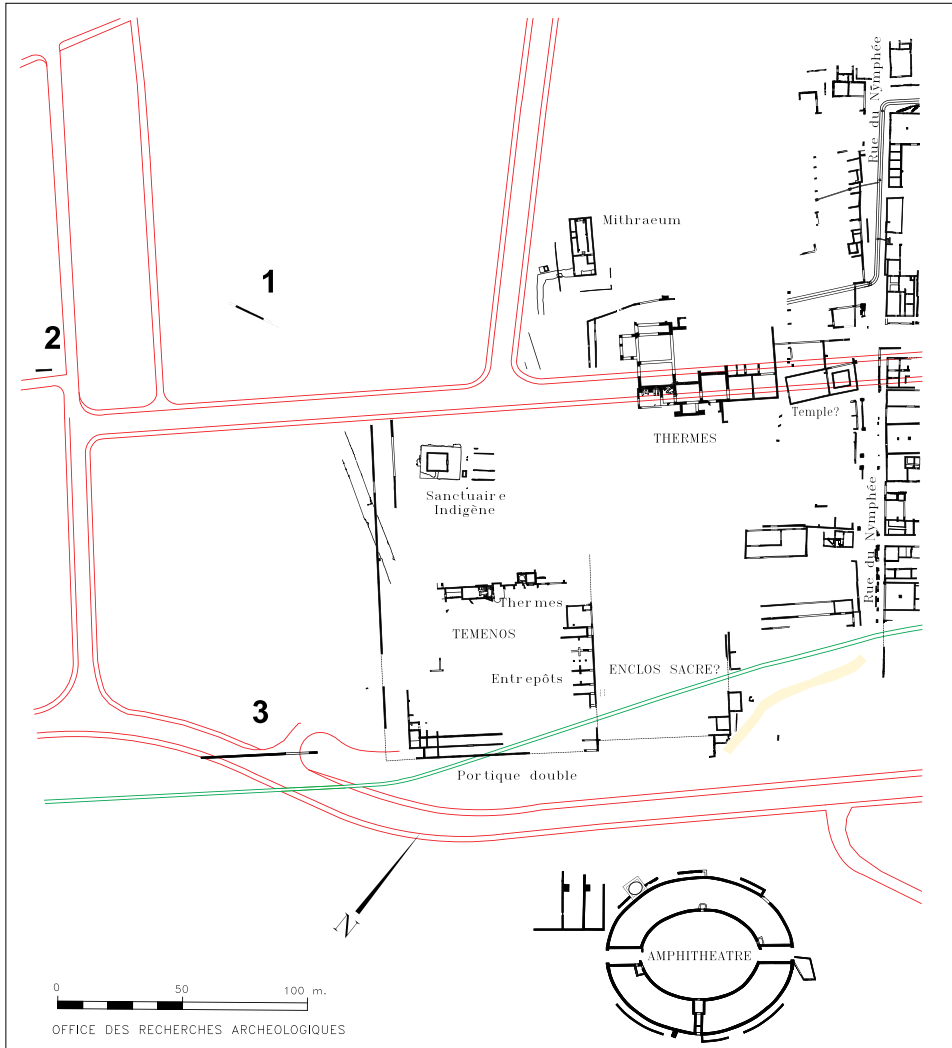 Rue du Nymphée
Mithraeum
1
2
Temple?
THERMES
Sanctuaire
Indigène
Rue du Nymphée
Thermes
TEMENOS
ENCLOS SACRE?
Entrepôts
3
Portique double
N
AMPHITHEATRE
0 50 100 m.
OFFICE DES RECHERCHES ARCHEOLOGIQUES